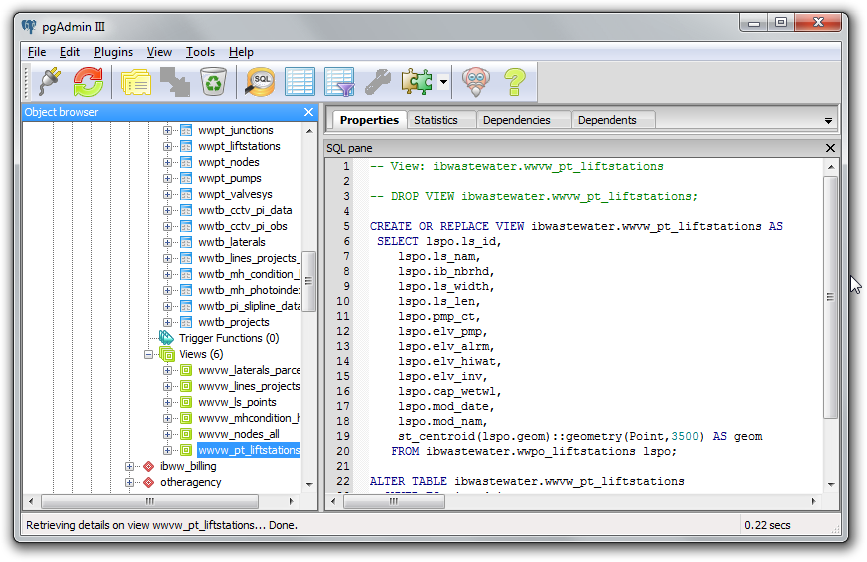 pgAdmin III
File Edit Plugins View Tools Help
SQL
Object browser
wwpt_junctions
wwpt_liftstations
wwpt_nodes
wwpt_pumps
wwpt_valvesys
wwtb_cctv_pi_data
wwtb_cctv_pi_obs
wwtb_laterals
wwtb_lines_projects_
wwtb_mh_condition_
wwtb_mh_photoindex
wwtb_pi_slipline_data
wwtb_projects
Trigger Functions (0)
Views (6)
wwvw_laterals_parce
wwvw_lines_projects
wwvw_ls_points
wwvw_mhcondition_h
wwvw_nodes_all
wwvw_pt_liftstations
ibww_billing
otheragency
Properties Statistics Dependencies Dependents
SQL pane
1 -- View: ibwastewater.wwvw_pt_liftstations
2
3 -- DROP VIEW ibwastewater.wwvw_pt_liftstations;
4
5 CREATE OR REPLACE VIEW ibwastewater.wwvw_pt_liftstations AS
6 SELECT lspo.ls_id,
7 lspo.ls_nam,
8 lspo.ib_nbrhd,
9 lspo.ls_width,
10 lspo.ls_len,
11 lspo.pmp_ct,
12 lspo.elv_pmp,
13 lspo.elv_alrm,
14 lspo.elv_hiwat,
15 lspo.elv_inv,
16 lspo.cap_wetwl,
17 lspo.mod_date,
18 lspo.mod_nam,
19 st_centroid(lspo.geom)::geometry(Point,3500) AS geom
20 FROM ibwastewater.wwpo_liftstations lspo;
21
22 ALTER TABLE ibwastewater.wwvw_pt_liftstations
Retrieving details on view wwvw_pt_liftstations... Done.
0.22 secs